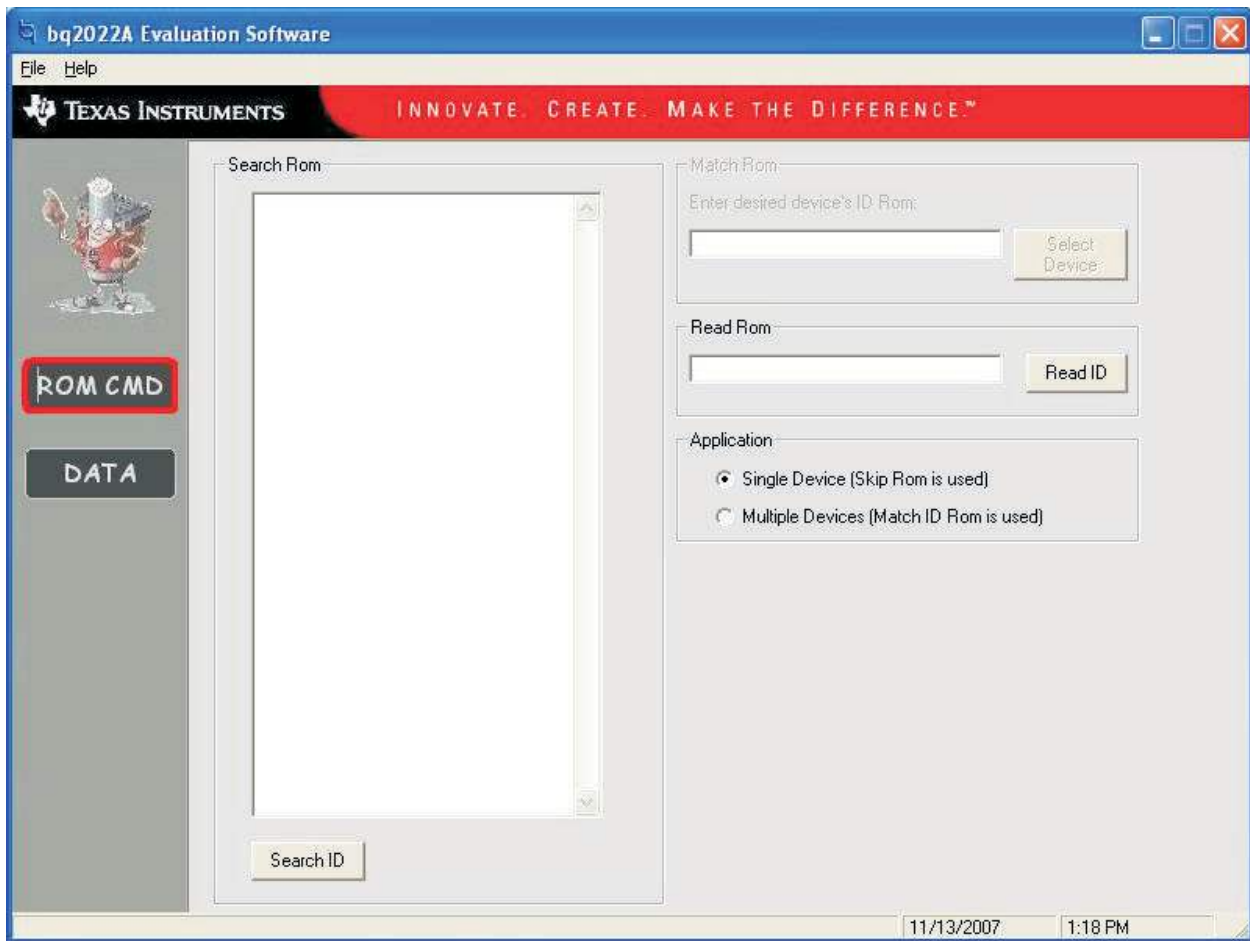 bq2022A Evaluation Software
File Help
TEXAS INSTRUMENTS
INNOVATE. CREATE. MAKE THE DIFFERENCE.™
ROM CMD
DATA
Search Rom
Search ID
Match Rom
Enter desired device's ID Rom:
Select
Device
Read Rom
Read ID
Application
Single Device (Skip Rom is used)
Multiple Devices (Match ID Rom is used)
11/13/2007 1:18 PM